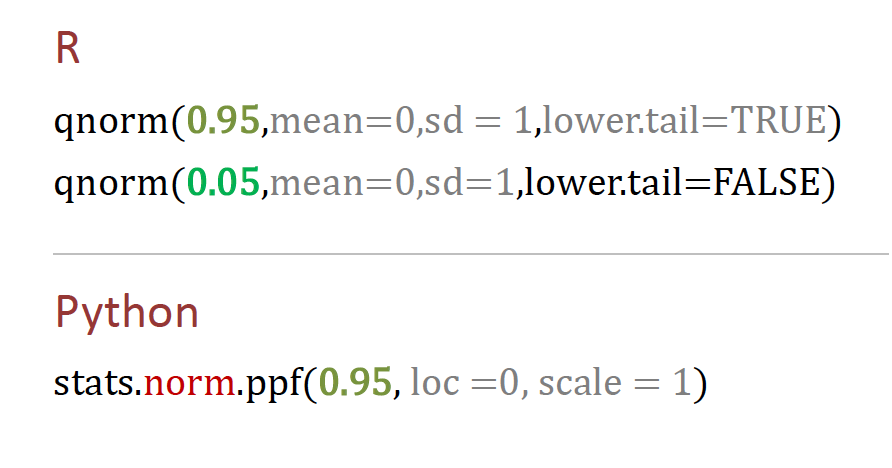 R
qnorm(0.95,mean=0,sd = 1,lower.tail=TRUE)
qnorm(0.05,mean=0,sd=1,lower.tail=FALSE)
Python
stats.norm.ppf(0.95, loc =0, scale = 1)